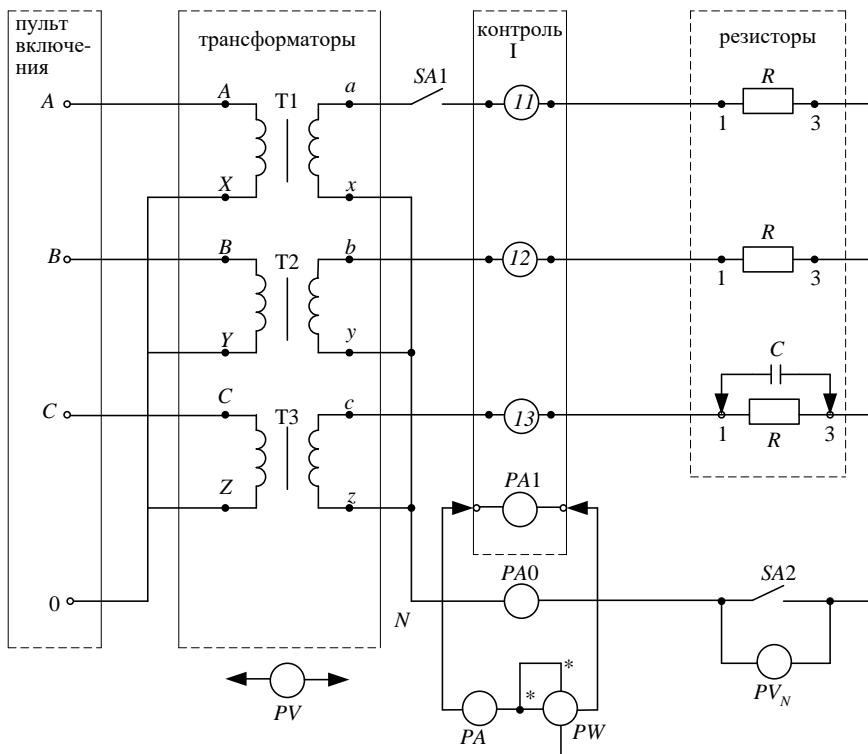 пульт
включе-
ния
трансформаторы
контроль
I
резисторы
A
A
T1
a
SA1
11
R
1
3
X
x
B
B
T2
b
12
R
1
3
Y
y
C
C
T3
c
13
C
1
R
3
Z
z
PA1
0
N
PA0
SA2
PV
PA
*
*
PW
PV_N